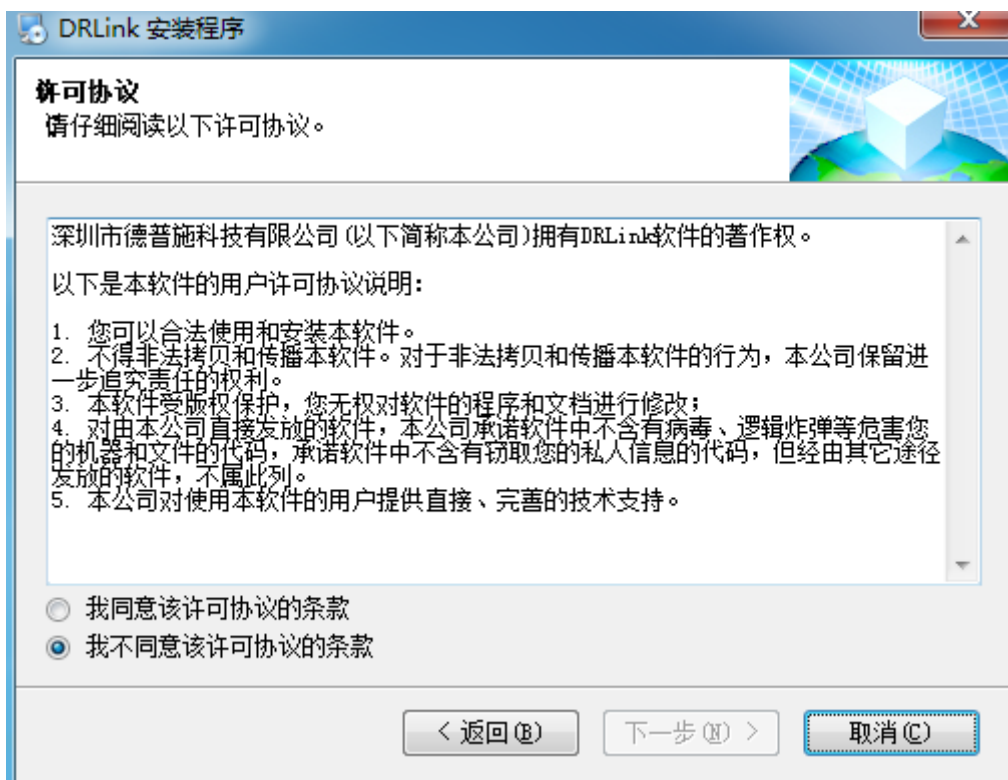 DRLink 安装程序
许可协议
请仔细阅读以下许可协议。
深圳市德普施科技有限公司(以下简称本公司)拥有DRLink软件的著作权。
以下是本软件的用户许可协议说明:
1. 您可以合法使用和安装本软件。
2. 不得非法拷贝和传播本软件。对于非法拷贝和传播本软件的行为,本公司保留进
一步追究责任的权利。
3. 本软件受版权保护,您无权对软件的程序和文档进行修改;
4. 对由本公司直接发放的软件,本公司承诺软件中不含有病毒、逻辑炸弹等危害您
的机器和文件的代码,承诺软件中不含有窃取您的私人信息的代码,但经由其它途径
发放的软件,不属此列。
5. 本公司对使用本软件的用户提供直接、完善的技术支持。
我同意该许可协议的条款
我不同意该许可协议的条款
< 返回(B)
下一步(N) >
取消(C)